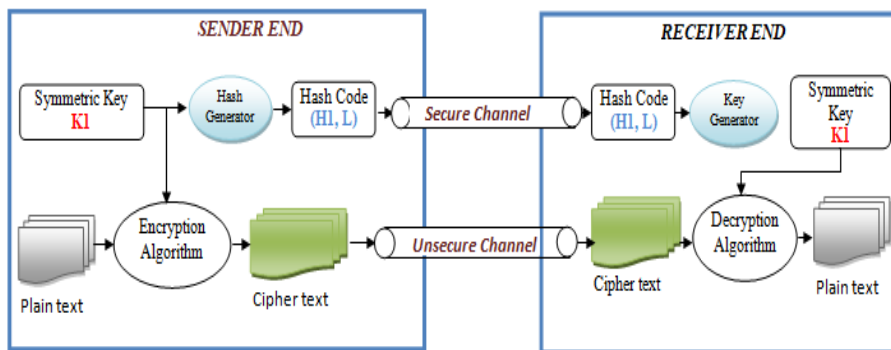 SENDER END
Symmetric Key
K1
Hash
Generator
Hash Code
(H1, L)
Secure Channel
Plain text
Encryption
Algorithm
Cipher text
Unsecure Channel
RECEIVER END
Hash Code
(H1, L)
Key
Generator
Symmetric
Key
K1
Cipher text
Decryption
Algorithm
Plain text